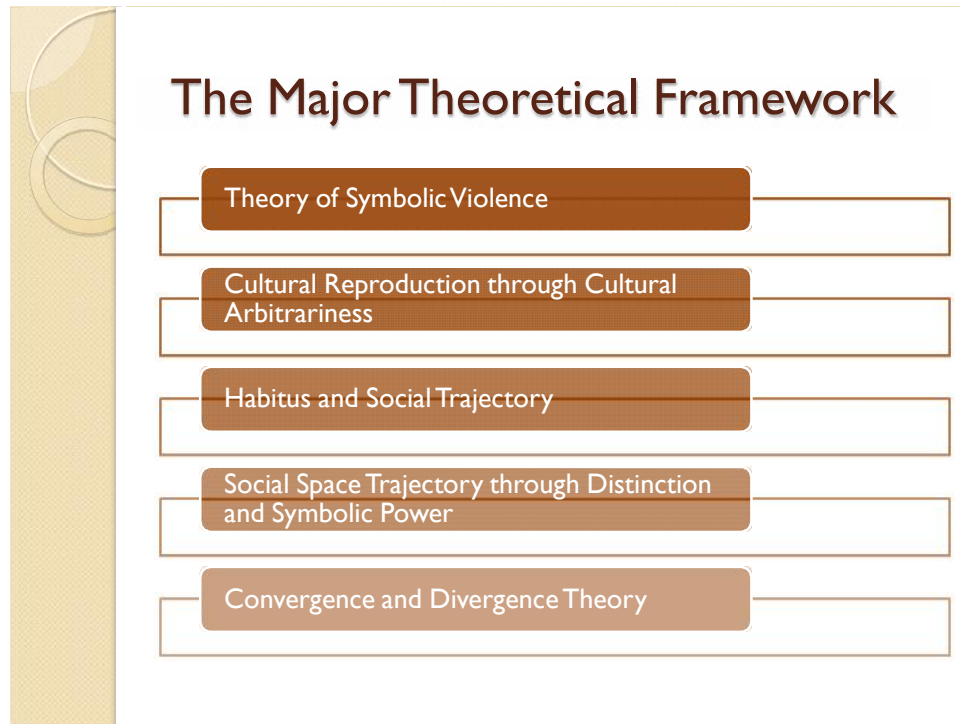 The Major Theoretical Framework
Theory of Symbolic Violence
Cultural Reproduction through Cultural
Arbitrariness
Habitus and Social Trajectory
Social Space Trajectory through Distinction
and Symbolic Power
Convergence and Divergence Theory